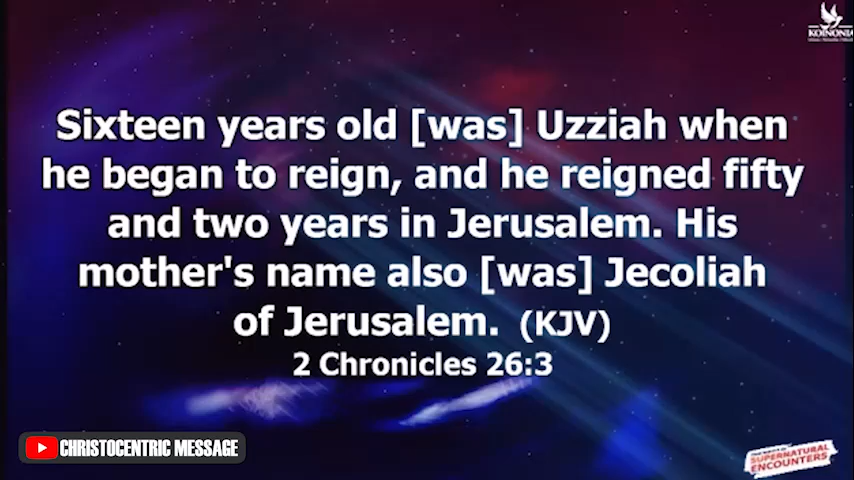 KOINONIA
Sixteen years old [was] Uzziah when
he began to reign, and he reigned fifty
and two years in Jerusalem. His
mother's name also [was] Jecoliah
of Jerusalem. (KJV)
2 Chronicles 26:3
CHRISTOCENTRIC MESSAGE
SUPERNATURAL
ENCOUNTERS